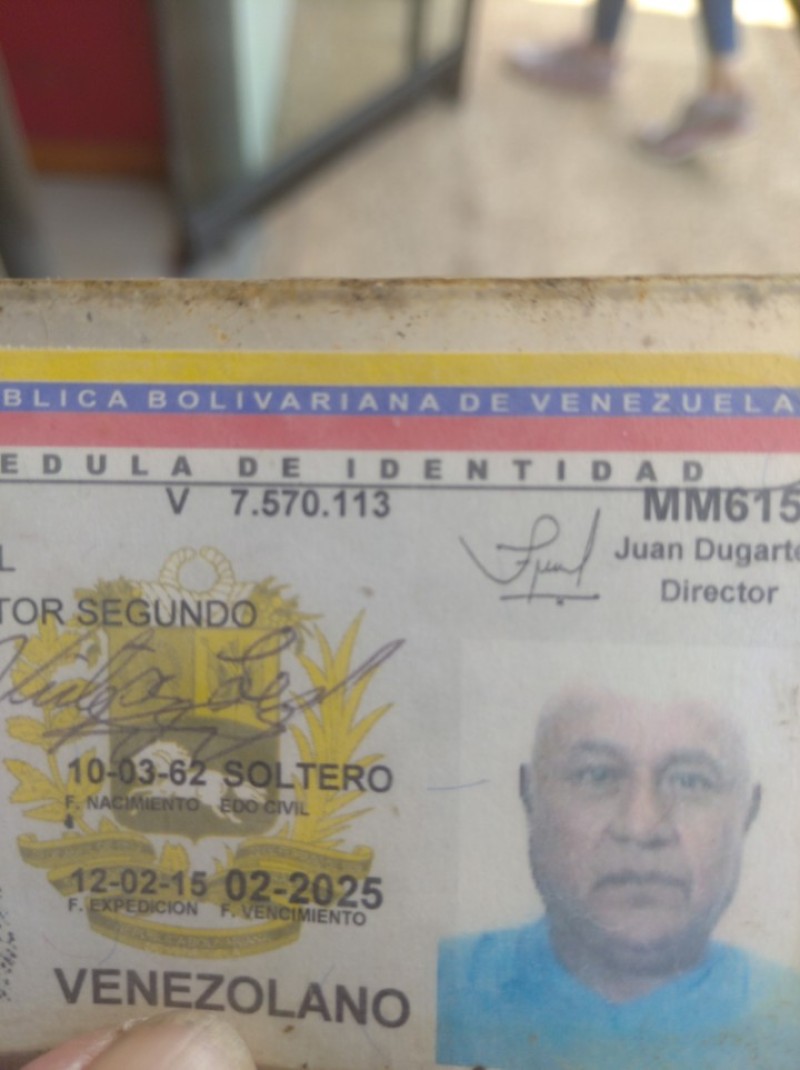 BLICA BOLIVARIANA DE VENEZUELA
EDULA DE IDENTIDAD
V 7.570.113
MM615
Juan Dugarte
Director
L
TOR SEGUNDO
10-03-62 SOLTERO
F. NACIMIENTO EDO CIVIL
12-02-15 02-2025
F. EXPEDICION F. VENCIMIENTO
VENEZOLANO